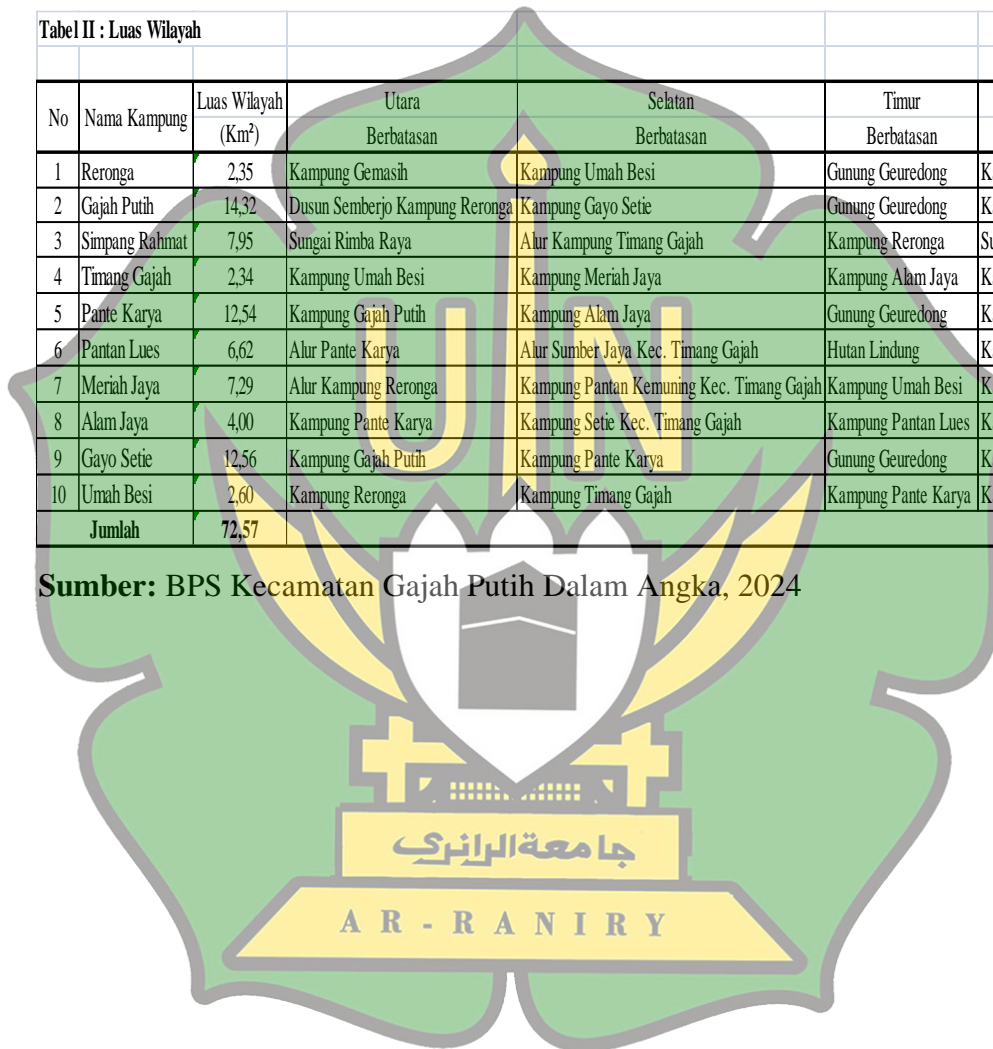 Tabel II : Luas Wilayah
No Nama Kampung Luas Wilayah (Km²) Utara Berbatasan Selatan Berbatasan Timur Berbatasan
1 Reronga 2,35 Kampung Gemasih Kampung Umah Besi Gunung Geuredong K
2 Gajah Putih 14,32 Dusun Semberjo Kampung Reronga Kampung Gayo Setie Gunung Geuredong K
3 Simpang Rahmat 7,95 Sungai Rimba Raya Alur Kampung Timang Gajah Kampung Reronga Su
4 Timang Gajah 2,34 Kampung Umah Besi Kampung Meriah Jaya Kampung Alam Jaya K
5 Pante Karya 12,54 Kampung Gajah Putih Kampung Alam Jaya Gunung Geuredong K
6 Pantan Lues 6,62 Alur Pante Karya Alur Sumber Jaya Kec. Timang Gajah Hutan Lindung K
7 Meriah Jaya 7,29 Alur Kampung Reronga Kampung Pantan Kemuning Kec. Timang Gajah Kampung Umah Besi K
8 Alam Jaya 4,00 Kampung Pante Karya Kampung Setie Kec. Timang Gajah Kampung Pantan Lues K
9 Gayo Setie 12,56 Kampung Gajah Putih Kampung Pante Karya Gunung Geuredong K
10 Umah Besi 2,60 Kampung Reronga Kampung Timang Gajah Kampung Pante Karya K
Jumlah 72,57
Sumber: BPS Kecamatan Gajah Putih Dalam Angka, 2024
UIN
جامعة الرانري
AR-RANIRY